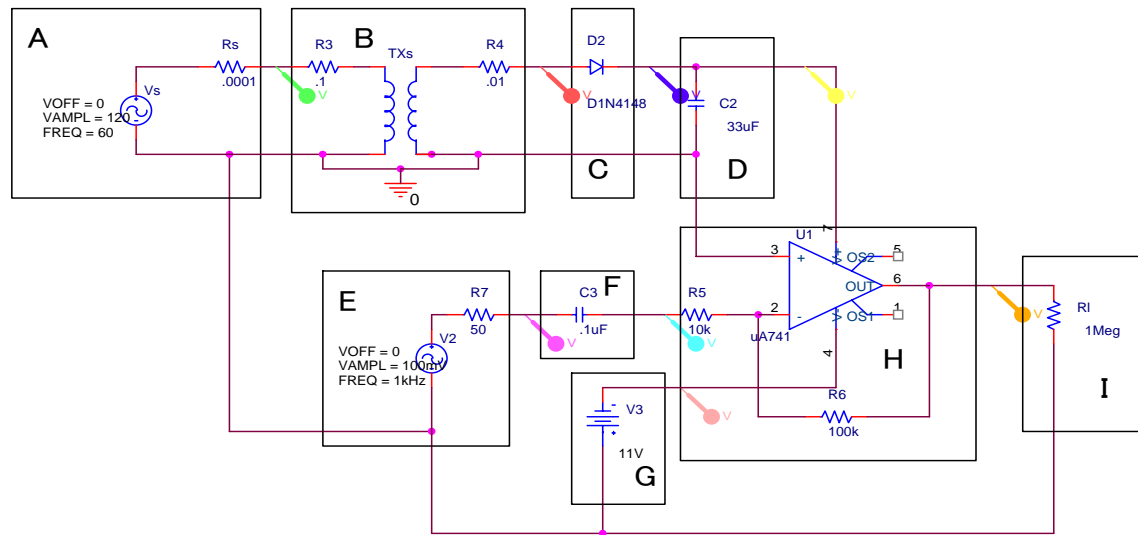 A
Rs
.0001
Vs
VOFF = 0
VAMPL = 120
FREQ = 60
V
B
R3
.1
TXs
R4
.01
0
V
D2
D1N4148
C
V
C2
33uF
D
V
E
R7
50
V2
VOFF = 0
VAMPL = 100mV
FREQ = 1kHz
V
F
C3
.1uF
V
R5
10k
U1
3
+
2
-
7
V+
OS2
5
OUT
6
OS1
1
V-
4
uA741
H
R6
100k
V
Rl
1Meg
I
V3
-
+
11V
G
V